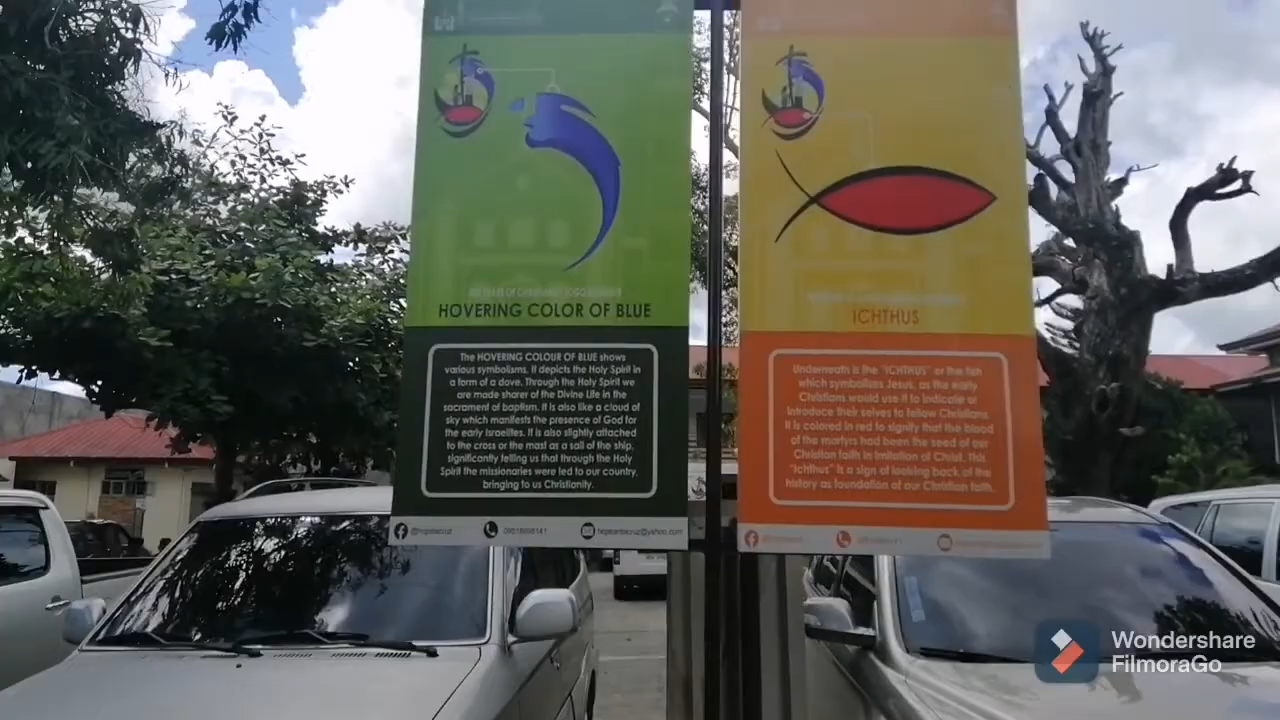 HOVERING COLOR OF BLUE
The HOVERING COLOUR OF BLUE shows
various symbolisms. It depicts the Holy Spirit in
a form of a dove. Through the Holy Spirit we
are made sharer of the Divine Life in the
sacrament of baptism. It is also like a cloud of
sky which manifests the presence of God for
the early Israelites. It is also slightly attached
to the cross or the mast as a sail of the ship,
significantly telling us that through the Holy
Spirit the missionaries were led to our country,
bringing to us Christianity.
ICHTHUS
Underneath is the "ICHTHUS" or the fish
which symbolises Jesus, as the early
Christians would use it to indicate or
introduce their selves to fellow Christians.
It is colored in red to signify that the blood
of the martyrs had been the seed of our
Christian faith in imitation of Christ. This
"Ichthus" is a sign of looking back at the
history as foundation of our Christian faith.
Wondershare
FilmoraGo